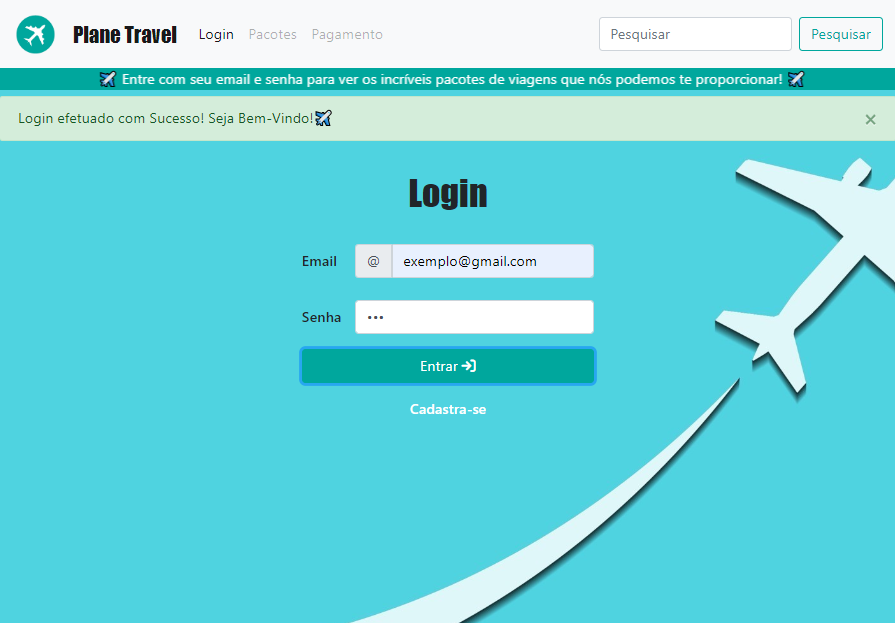 Plane Travel Login Pacotes Pagamento Pesquisar Pesquisar
Entre com seu email e senha para ver os incríveis pacotes de viagens que nós podemos te proporcionar!
Login efetuado com Sucesso! Seja Bem-Vindo! ×
Login
Email @ exemplo@gmail.com
Senha •••
Entrar
Cadastra-se